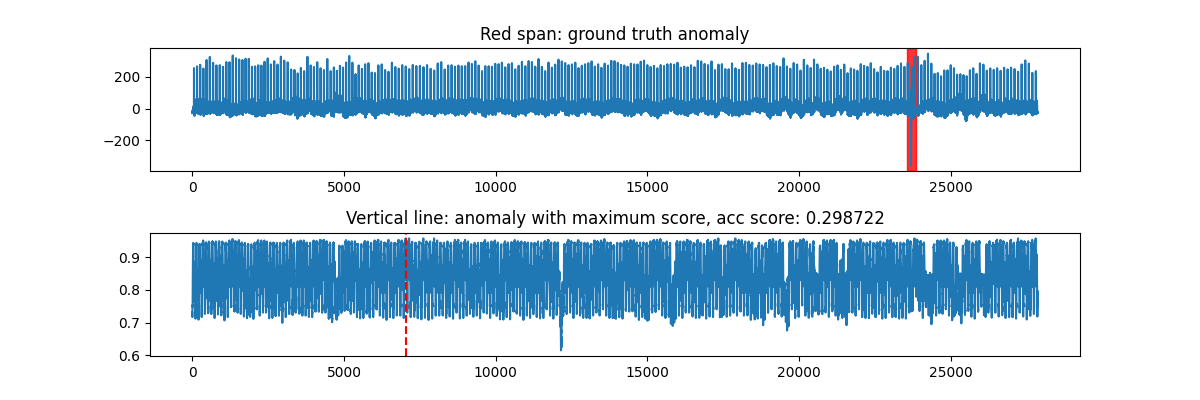 Red span: ground truth anomaly
200
0
−200
0 5000 10000 15000 20000 25000
Vertical line: anomaly with maximum score, acc score: 0.298722
0.9
0.8
0.7
0.6
0 5000 10000 15000 20000 25000